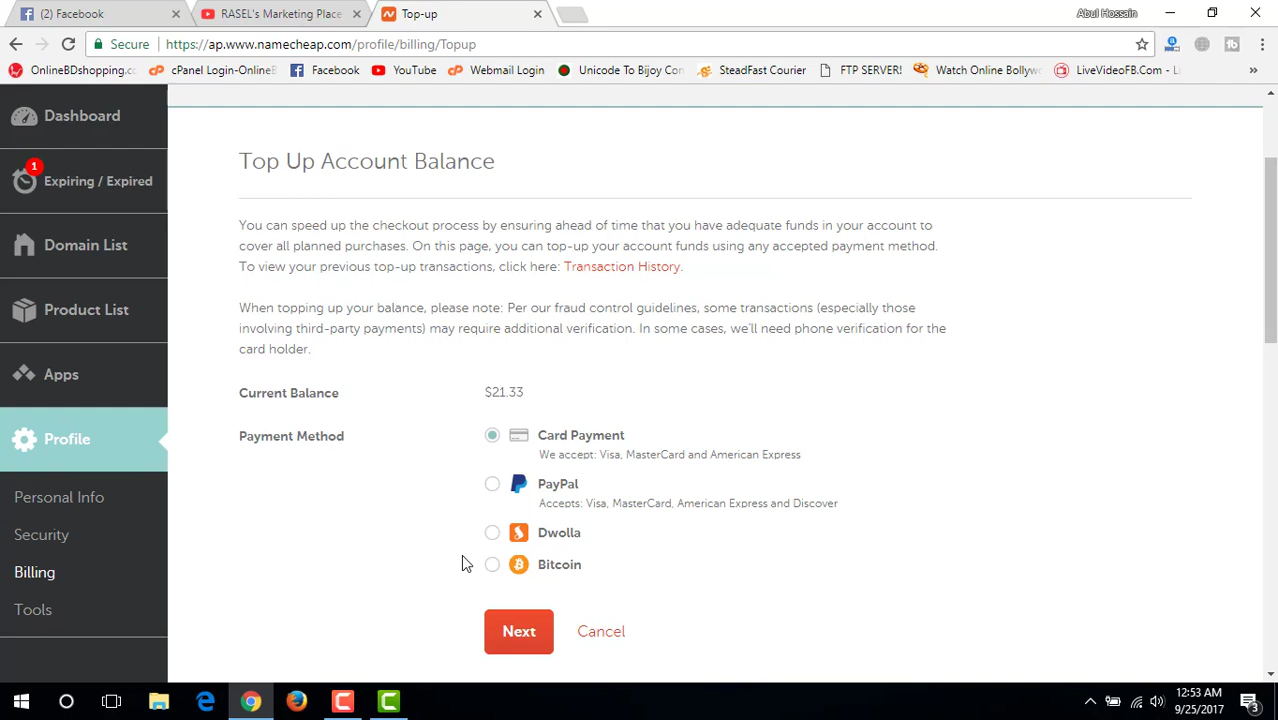 (2) Facebook
RASEL's Marketing Place
Top-up
Abul Hossain
Secure
https://ap.www.namecheap.com/profile/billing/Topup
OnlineBDshopping.cc
cPanel Login-OnlineB
Facebook
YouTube
Webmail Login
Unicode To Bijoy Con
SteadFast Courier
FTP SERVER!
Watch Online Bollyw
LiveVideoFB.Com - L
Dashboard
1
Expiring / Expired
Domain List
Product List
Apps
Profile
Personal Info
Security
Billing
Tools
Top Up Account Balance
You can speed up the checkout process by ensuring ahead of time that you have adequate funds in your account to
cover all planned purchases. On this page, you can top-up your account funds using any accepted payment method.
To view your previous top-up transactions, click here: Transaction History.
When topping up your balance, please note: Per our fraud control guidelines, some transactions (especially those
involving third-party payments) may require additional verification. In some cases, we'll need phone verification for the
card holder.
Current Balance
$21.33
Payment Method
Card Payment
We accept: Visa, MasterCard and American Express
PayPal
Accepts: Visa, MasterCard, American Express and Discover
Dwolla
Bitcoin
Next
Cancel
12:53 AM
9/25/2017
3